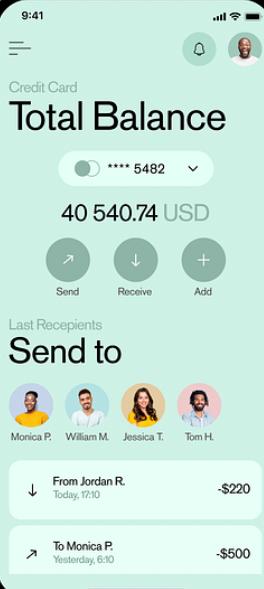 9:41
Credit Card
Total Balance
**** 5482
40 540.74 USD
Send
Receive
Add
Last Recepients
Send to
Monica P.
William M.
Jessica T.
Tom H.
From Jordan R.
Today, 17:10
-$220
To Monica P.
Yesterday, 6:10
-$500